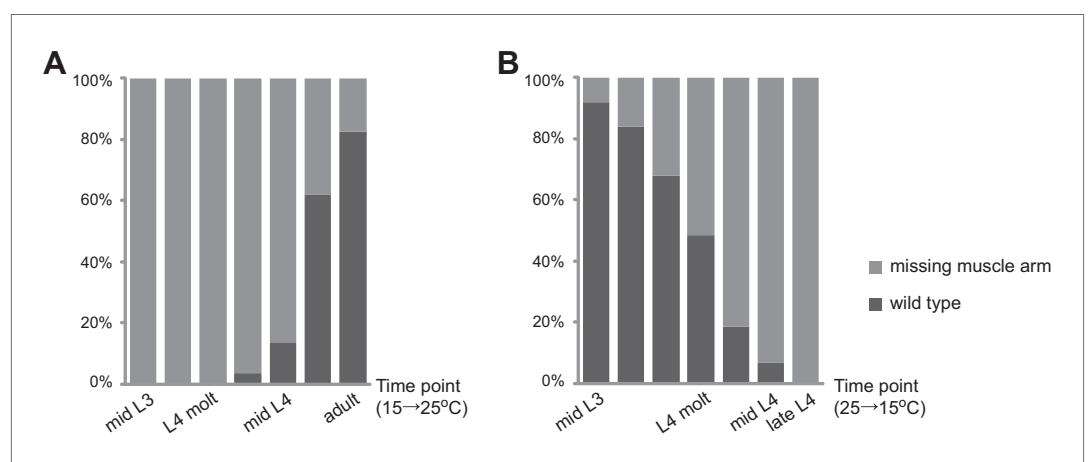 A
100%
80%
60%
40%
20%
0%
mid L3
L4 molt
mid L4
adult
Time point
(15→25°C)
B
100%
80%
60%
40%
20%
0%
mid L3
L4 molt
mid L4
late L4
Time point
(25→15°C)
missing muscle arm
wild type